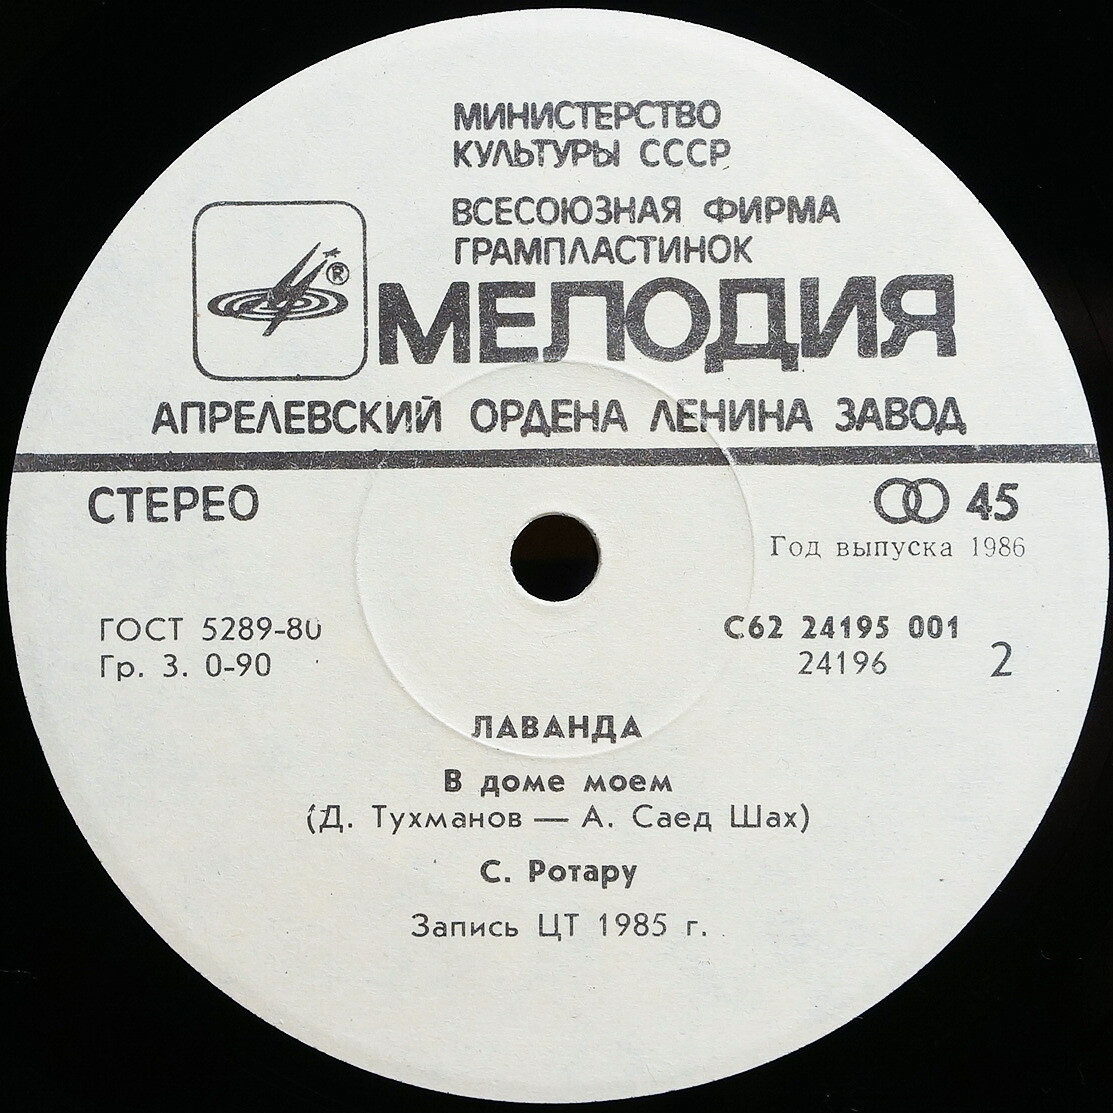 МИНИСТЕРСТВО
КУЛЬТУРЫ СССР
ВСЕСОЮЗНАЯ ФИРМА
ГРАМПЛАСТИНОК
®
МЕЛОДИЯ
АПРЕЛЕВСКИЙ ОРДЕНА ЛЕНИНА ЗАВОД
СТЕРЕО
45
Год выпуска 1986
ГОСТ 5289-80
Гр. 3. 0-90
С62 24195 001
24196
2
ЛАВАНДА
В доме моем
(Д. Тухманов — А. Саед Шах)
С. Ротару
Запись ЦТ 1985 г.